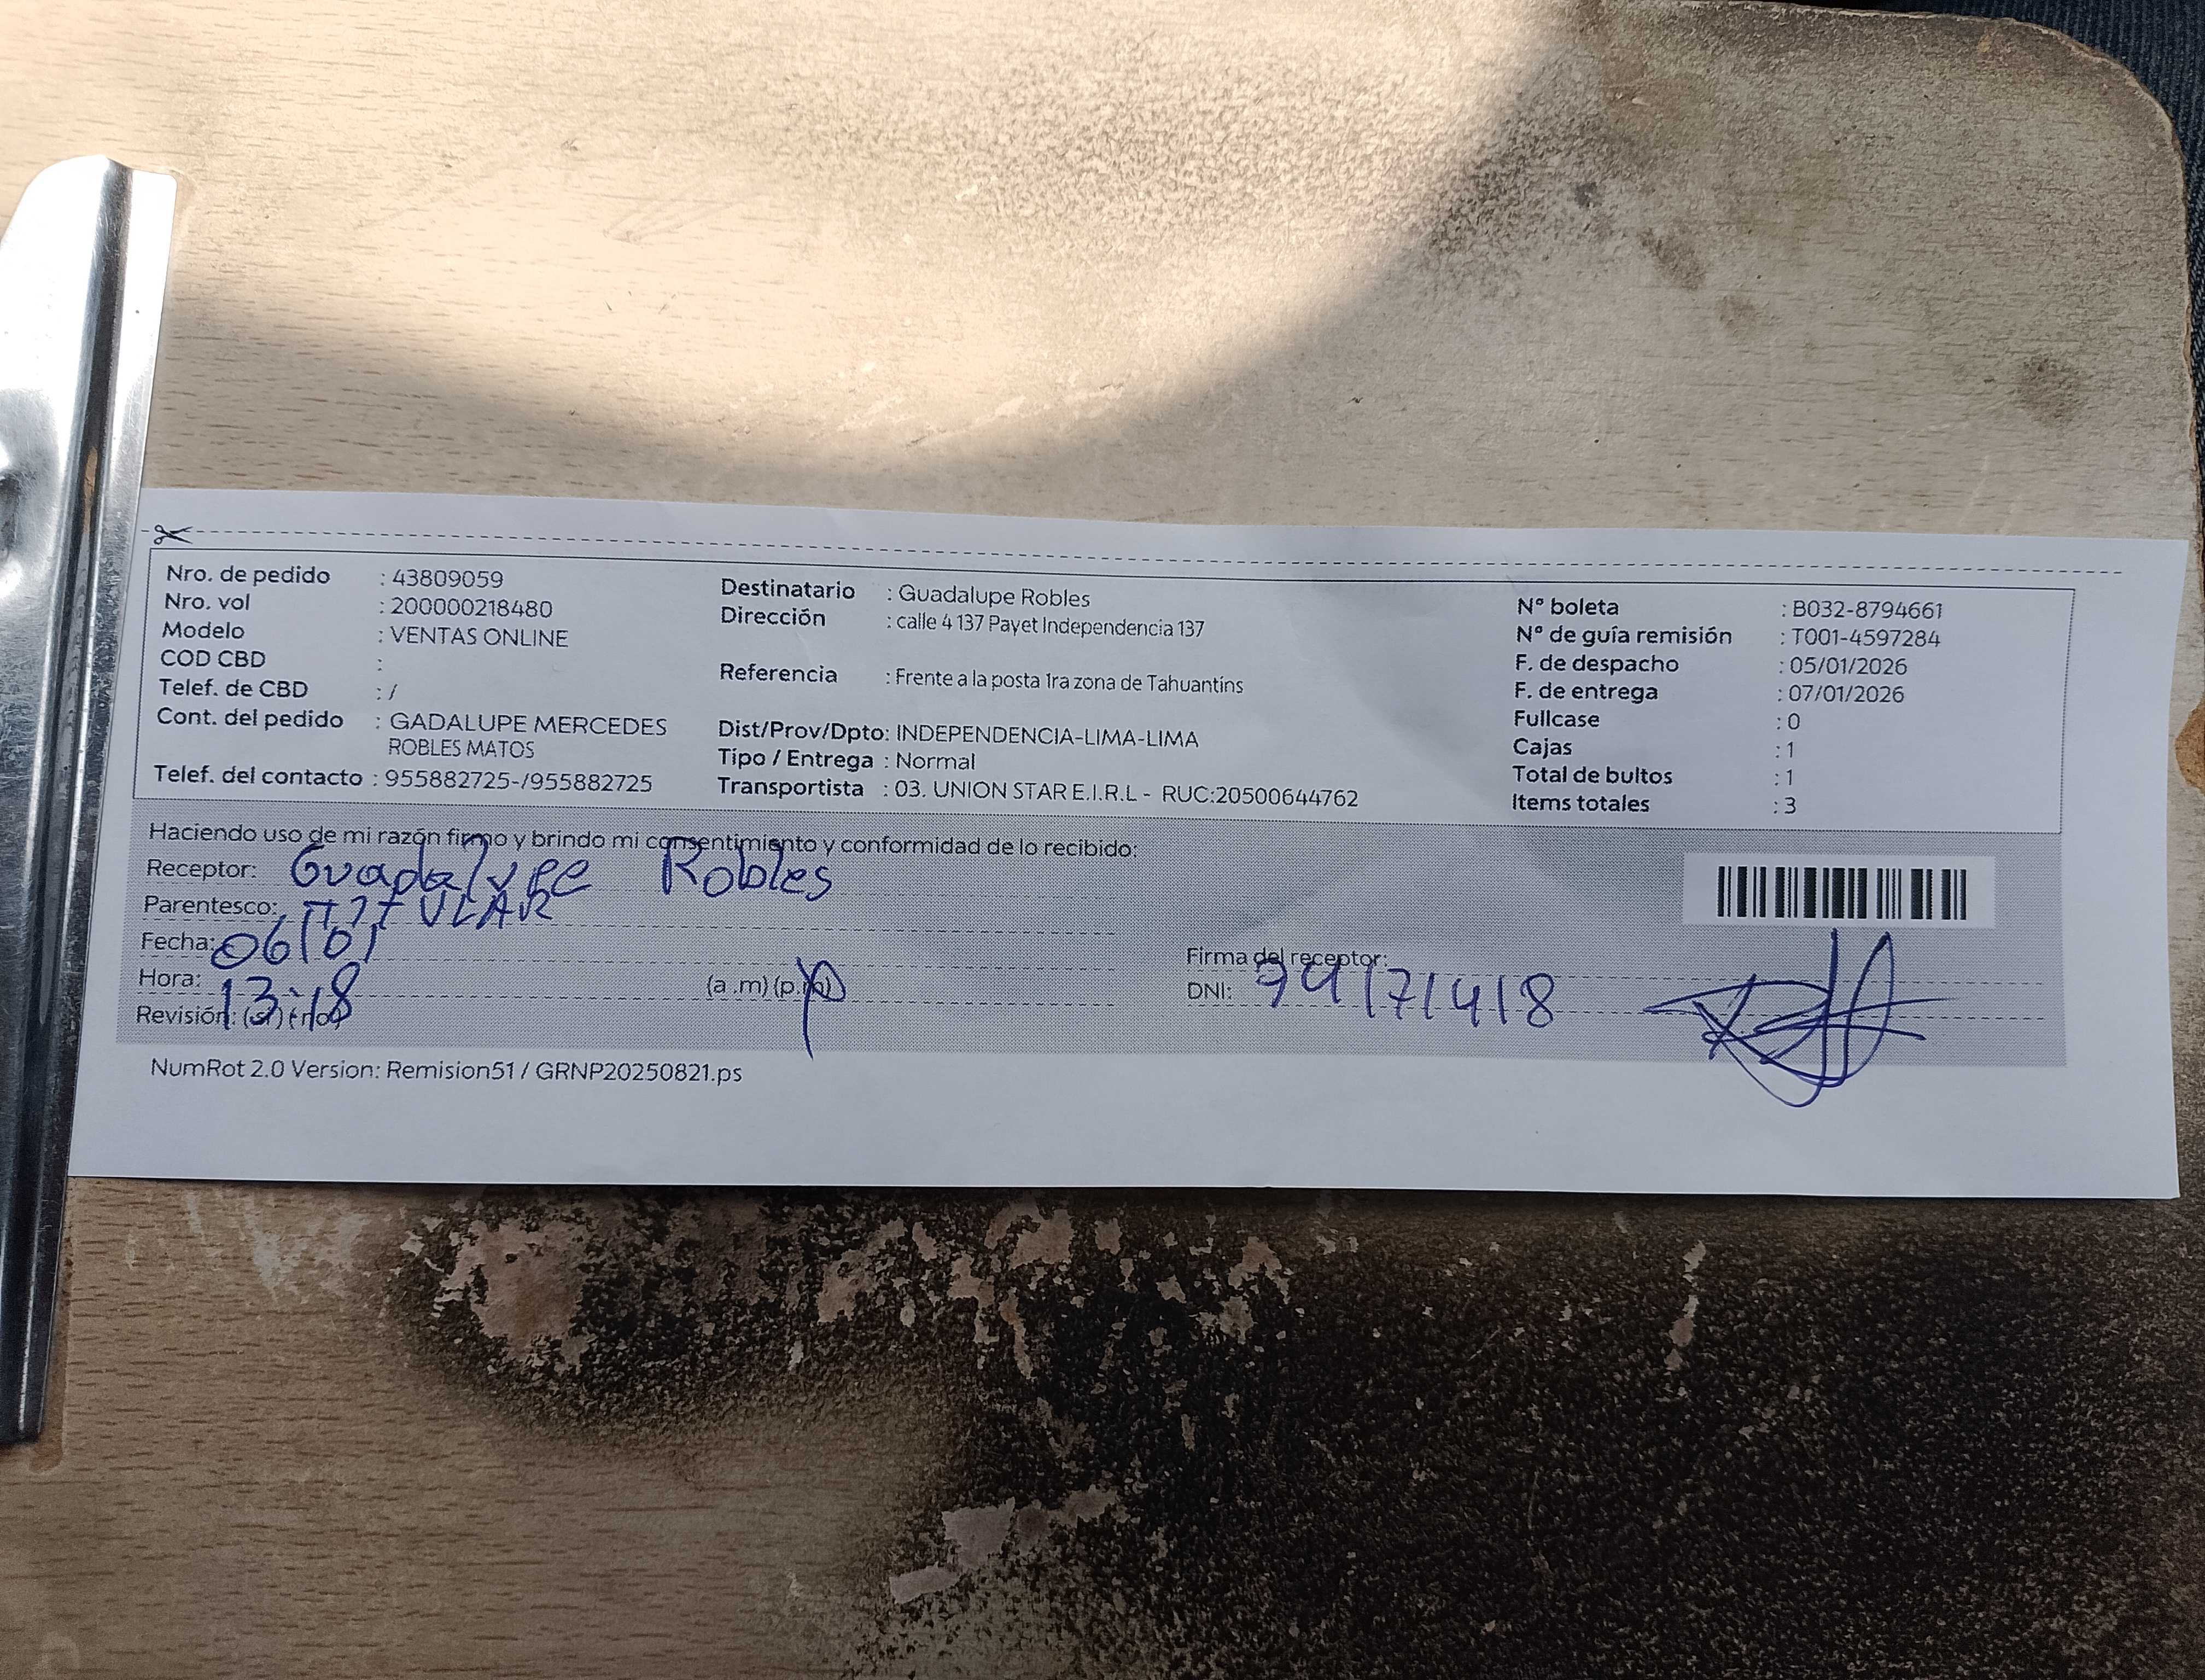 Nro. de pedido : 43809059
Nro. vol : 200000218480
Modelo : VENTAS ONLINE
COD CBD :
Telef. de CBD : /
Cont. del pedido : GADALUPE MERCEDES
ROBLES MATOS
Telef. del contacto : 955882725-/955882725
Destinatario : Guadalupe Robles
Dirección : calle 4 137 Payet Independencia 137
Referencia : Frente a la posta 1ra zona de Tahuantins
Dist/Prov/Dpto: INDEPENDENCIA-LIMA-LIMA
Tipo / Entrega : Normal
Transportista : 03. UNION STAR E.I.R.L - RUC:20500644762
N° boleta : B032-8794661
N° de guía remisión : T001-4597284
F. de despacho : 05/01/2026
F. de entrega : 07/01/2026
Fullcase : 0
Cajas : 1
Total de bultos : 1
Items totales : 3
Haciendo uso de mi razón firmo y brindo mi consentimiento y conformidad de lo recibido:
Receptor: Guadalupe Robles
Parentesco: TITULAR
Fecha: 06/01
Hora: 13:18 (a .m) (p.m)
Revisión: (si) (no)
Firma del receptor:
DNI:
NumRot 2.0 Version: Remision51 / GRNP20250821.ps